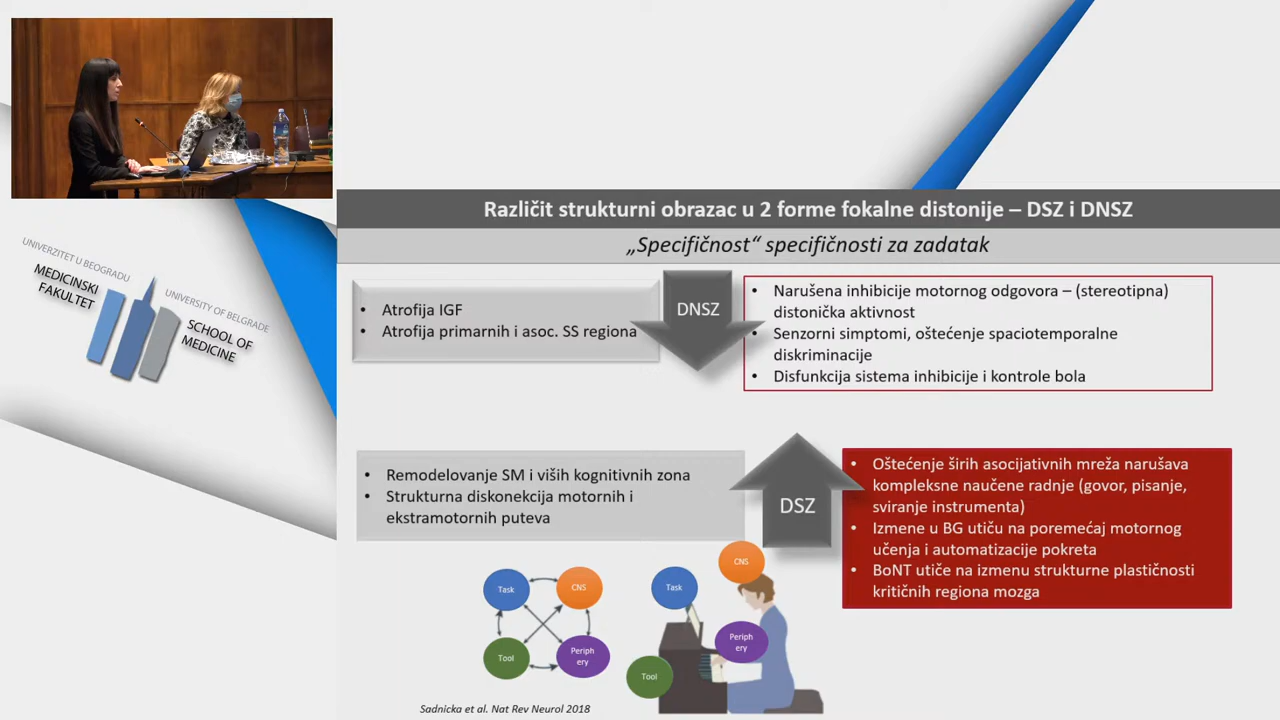 UNIVERZITET U BEOGRADU
MEDICINSKI
FAKULTET
UNIVERSITY OF BELGRADE
SCHOOL OF
MEDICINE
Različit strukturni obrazac u 2 forme fokalne distonije – DSZ i DNSZ
„Specifičnost“ specifičnosti za zadatak
• Atrofija IGF
• Atrofija primarnih i asoc. SS regiona
DNSZ
• Narušena inhibicije motornog odgovora – (stereotipna)
distonička aktivnost
• Senzorni simptomi, oštećenje spaciotemporalne
diskriminacije
• Disfunkcija sistema inhibicije i kontrole bola
• Remodelovanje SM i viših kognitivnih zona
• Strukturna diskonekcija motornih i
ekstramotornih puteva
DSZ
• Oštećenje širih asocijativnih mreža narušava
kompleksne naučene radnje (govor, pisanje,
sviranje instrumenta)
• Izmene u BG utiču na poremećaj motornog
učenja i automatizacije pokreta
• BoNT utiče na izmenu strukturne plastičnosti
kritičnih regiona mozga
Task
CNS
Tool
Periph
ery
CNS
Task
Periph
ery
Tool
Sadnicka et al. Nat Rev Neurol 2018